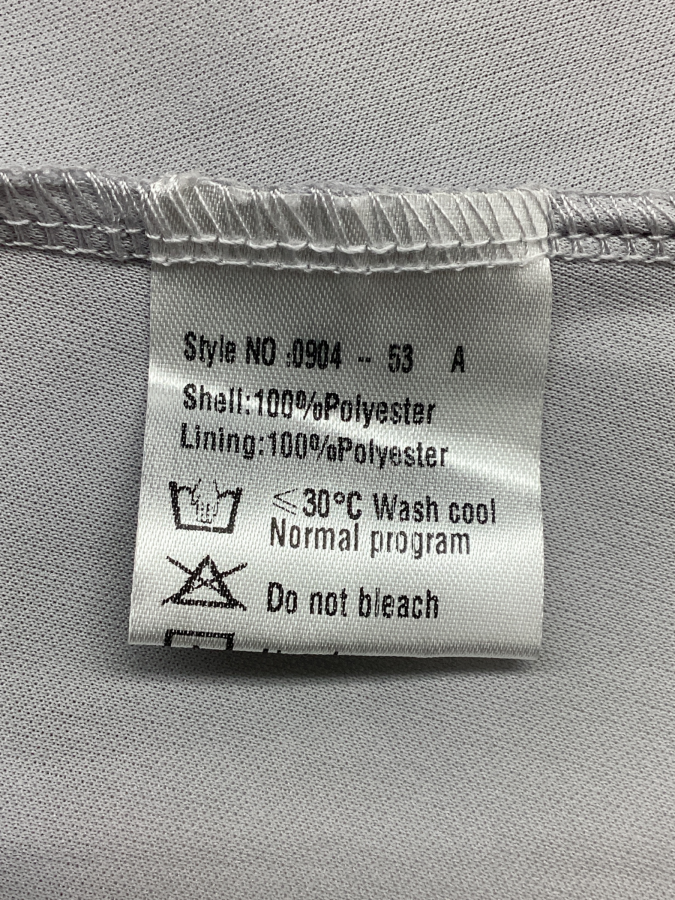 Style NO :0904 -- 53 A
Shell:100%Polyester
Lining:100%Polyester
≤30°C Wash cool
Normal program
Do not bleach